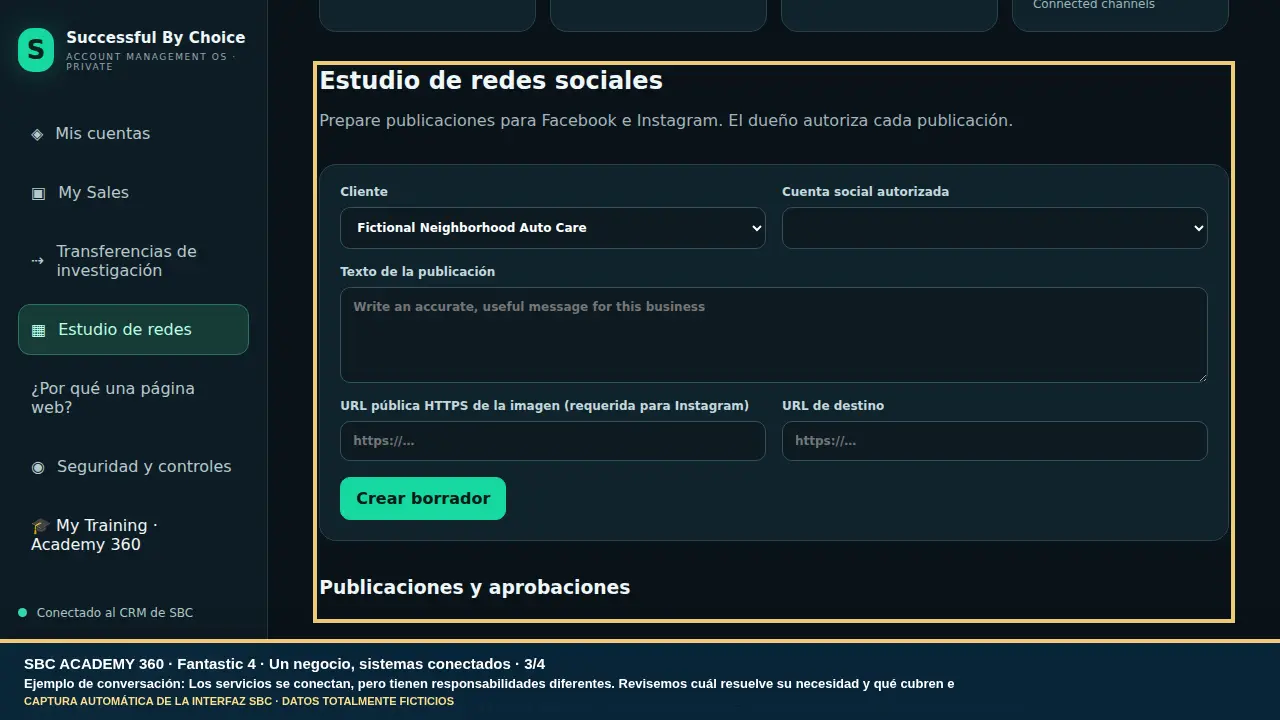 Connected channels
S
Successful By Choice
ACCOUNT MANAGEMENT OS ·
PRIVATE
Mis cuentas
My Sales
Transferencias de
investigación
Estudio de redes
¿Por qué una página
web?
Seguridad y controles
My Training ·
Academy 360
Conectado al CRM de SBC
Estudio de redes sociales
Prepare publicaciones para Facebook e Instagram. El dueño autoriza cada publicación.
Cliente
Cuenta social autorizada
Fictional Neighborhood Auto Care
Texto de la publicación
Write an accurate, useful message for this business
URL pública HTTPS de la imagen (requerida para Instagram)
URL de destino
https://...
https://...
Crear borrador
Publicaciones y aprobaciones
SBC ACADEMY 360 · Fantastic 4 · Un negocio, sistemas conectados · 3/4
Ejemplo de conversación: Los servicios se conectan, pero tienen responsabilidades diferentes. Revisemos cuál resuelve su necesidad y qué cubren e
CAPTURA AUTOMÁTICA DE LA INTERFAZ SBC · DATOS TOTALMENTE FICTICIOS